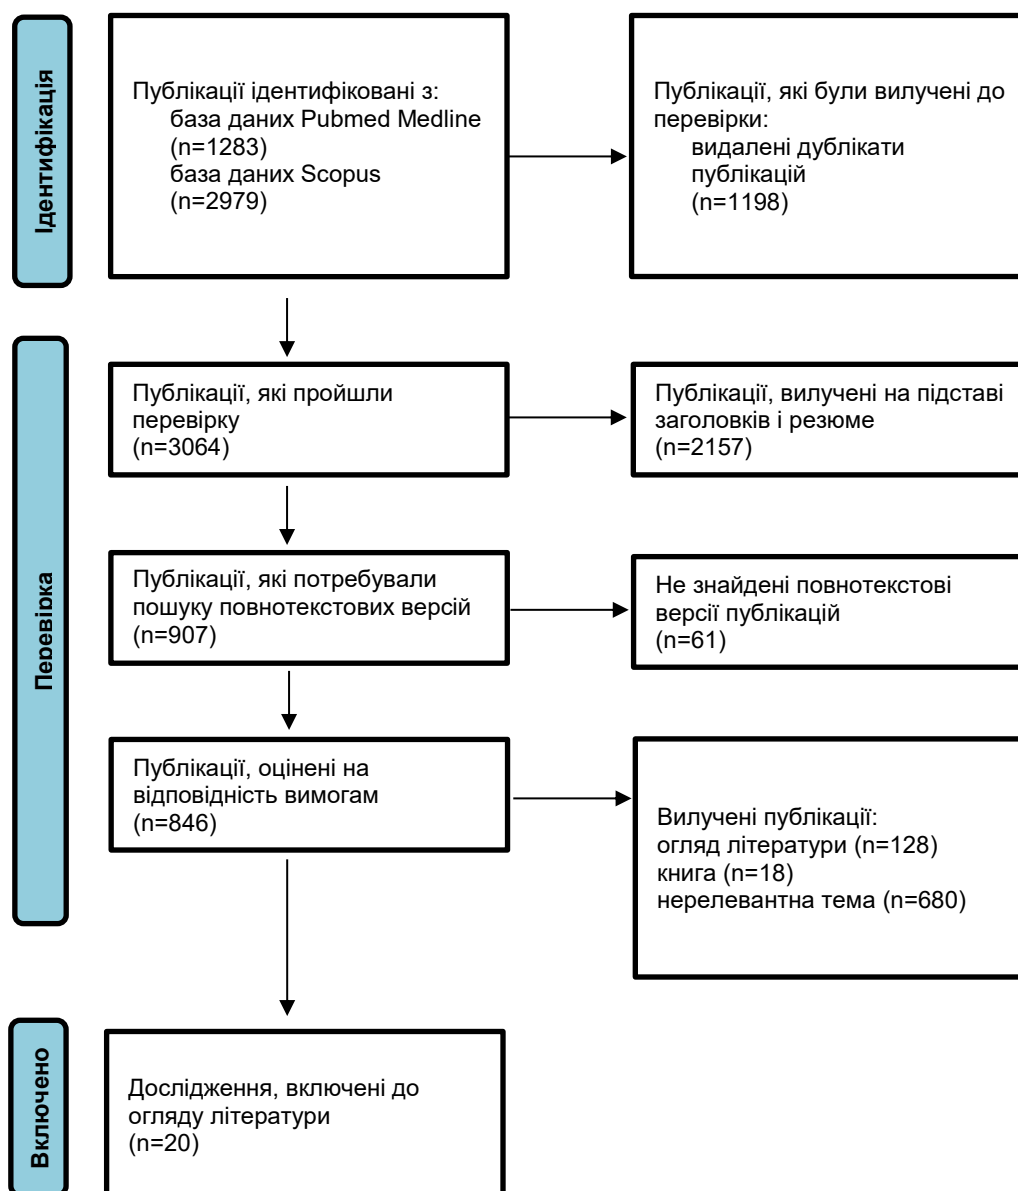 Ідентифікація
Публікації ідентифіковані з:
база даних Pubmed Medline
(n=1283)
база даних Scopus
(n=2979)
Публікації, які були вилучені до
перевірки:
видалені дублікати
публікацій
(n=1198)
Перевірка
Публікації, які пройшли
перевірку
(n=3064)
Публікації, вилучені на підставі
заголовків і резюме
(n=2157)
Публікації, які потребували
пошуку повнотекстових версій
(n=907)
Не знайдені повнотекстові
версії публікацій
(n=61)
Публікації, оцінені на
відповідність вимогам
(n=846)
Вилучені публікації:
огляд літератури (n=128)
книга (n=18)
нерелевантна тема (n=680)
Включено
Дослідження, включені до
огляду літератури
(n=20)